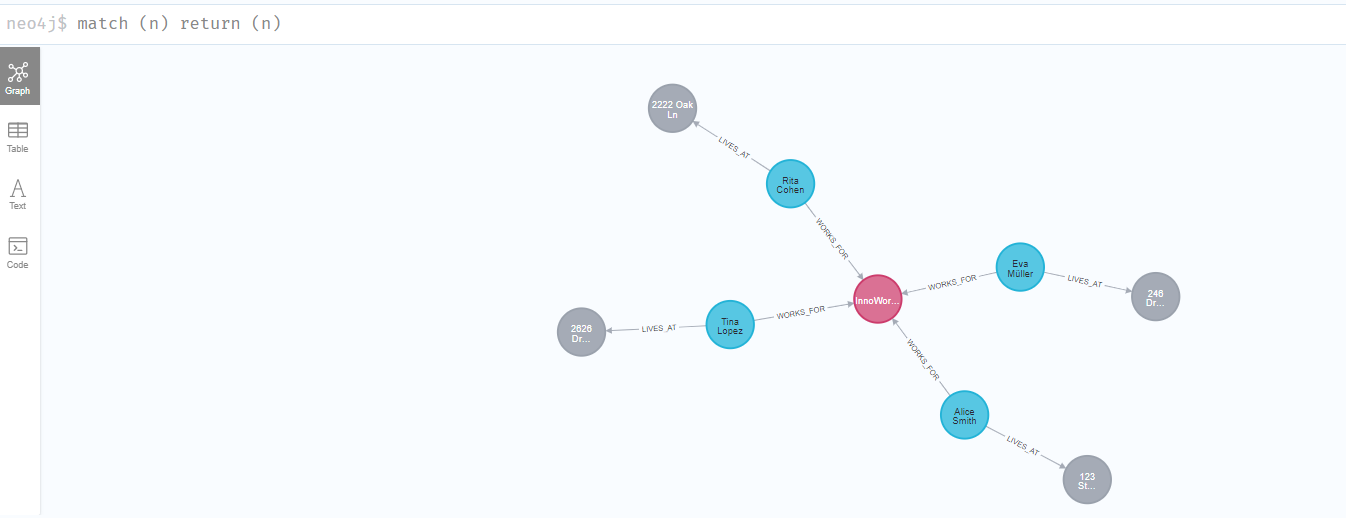 neo4j$ match (n) return (n)
Graph
Table
Text
Code
2222 Oak
Ln
LIVES_AT
Rita
Cohen
WORKS_FOR
Eva
Müller
LIVES_AT
246
Dr...
WORKS_FOR
InnoWor...
Tina
Lopez
WORKS_FOR
LIVES_AT
2626
Dr...
WORKS_FOR
Alice
Smith
LIVES_AT
123
St...